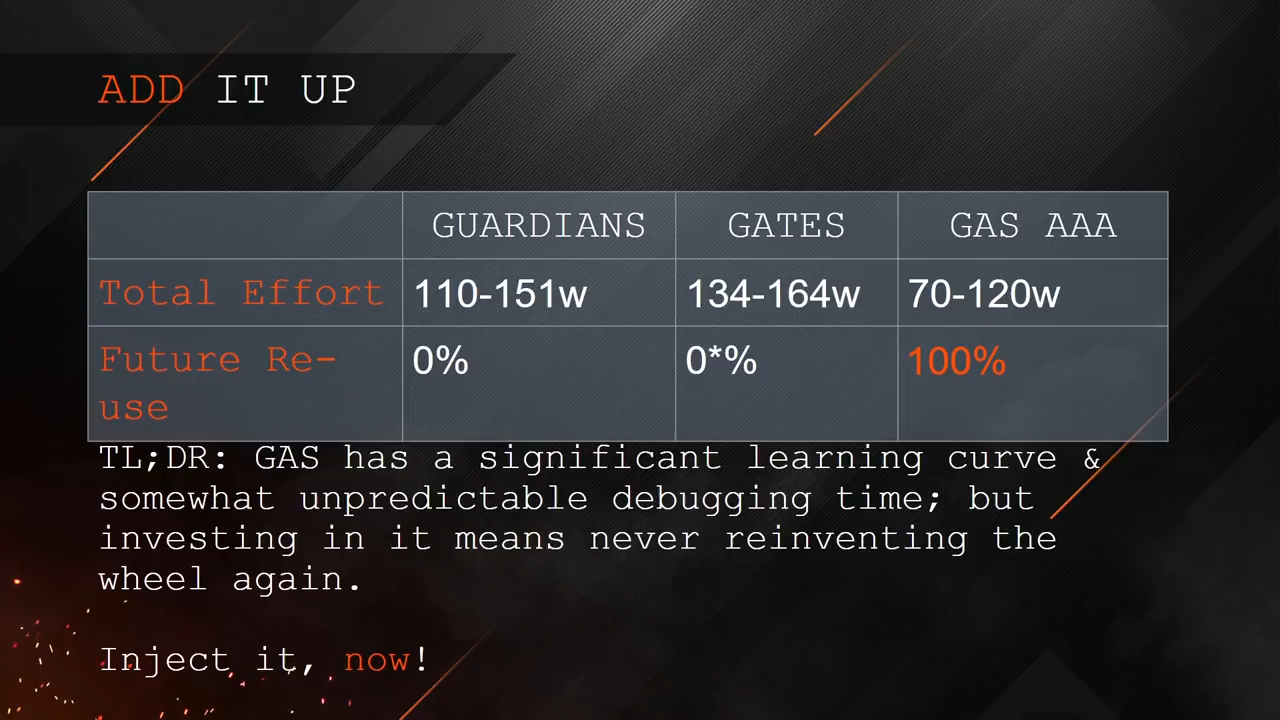 ADD IT UP
GUARDIANS GATES GAS AAA
Total Effort 110-151w 134-164w 70-120w
Future Re- 0% 0*% 100%
use
TL;DR: GAS has a significant learning curve &
somewhat unpredictable debugging time; but
investing in it means never reinventing the
wheel again.
Inject it, now!